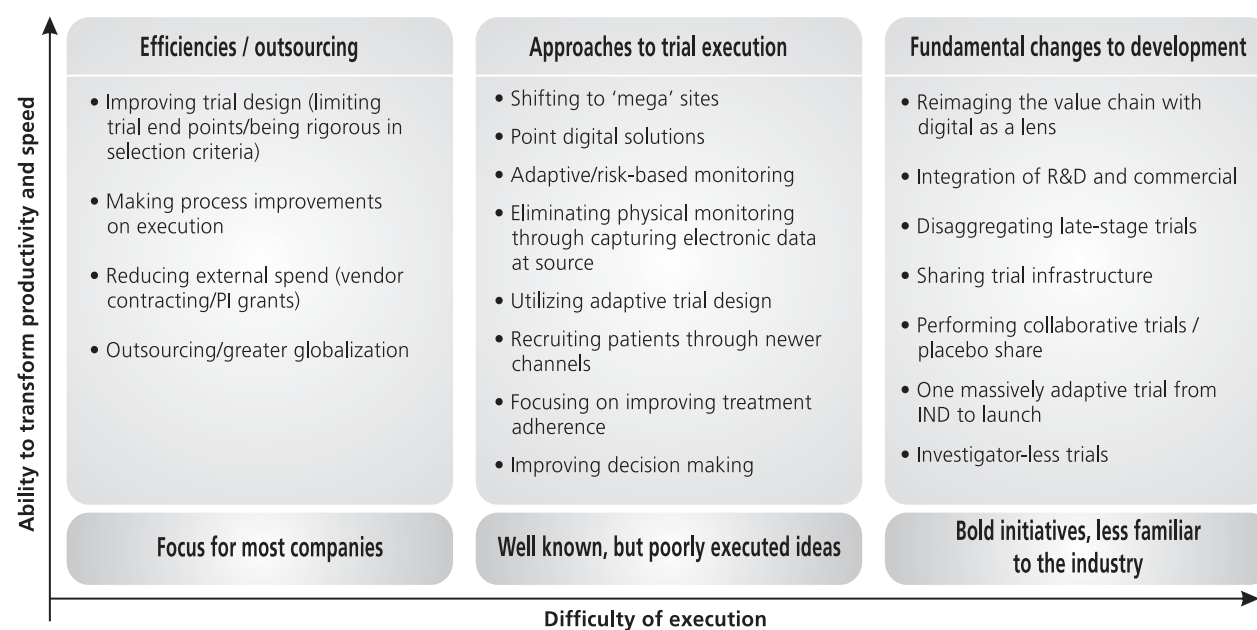 Ability to transform productivity and speed
Efficiencies / outsourcing
• Improving trial design (limiting
trial end points/being rigorous in
selection criteria)
• Making process improvements
on execution
• Reducing external spend (vendor
contracting/PI grants)
• Outsourcing/greater globalization
Focus for most companies
Approaches to trial execution
• Shifting to ‘mega’ sites
• Point digital solutions
• Adaptive/risk-based monitoring
• Eliminating physical monitoring
through capturing electronic data
at source
• Utilizing adaptive trial design
• Recruiting patients through newer
channels
• Focusing on improving treatment
adherence
• Improving decision making
Well known, but poorly executed ideas
Fundamental changes to development
• Reimaging the value chain with
digital as a lens
• Integration of R&D and commercial
• Disaggregating late-stage trials
• Sharing trial infrastructure
• Performing collaborative trials /
placebo share
• One massively adaptive trial from
IND to launch
• Investigator-less trials
Bold initiatives, less familiar
to the industry
Difficulty of execution